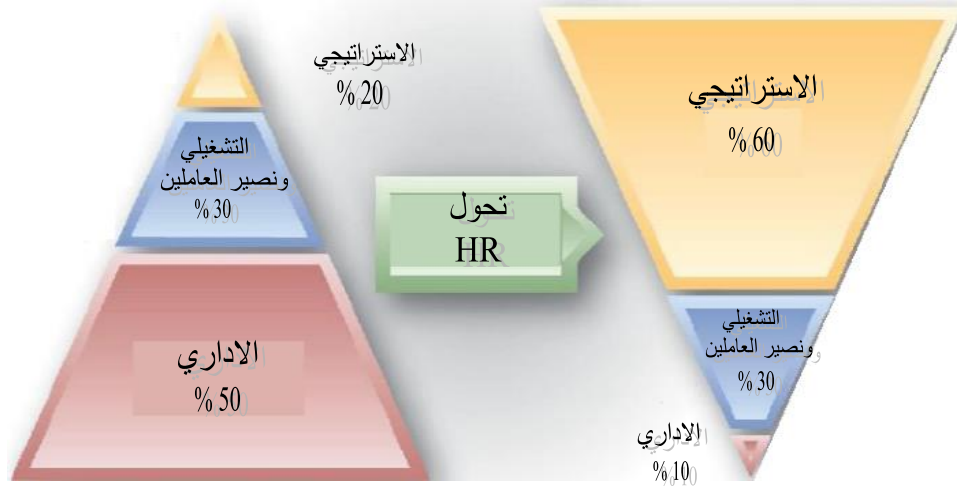 الاستراتيجي
% 20
التشغيلي
ونصير العاملين
% 30
الاداري
% 50
تحول
HR
الاستراتيجي
% 60
التشغيلي
ونصير العاملين
% 30
الاداري
% 10